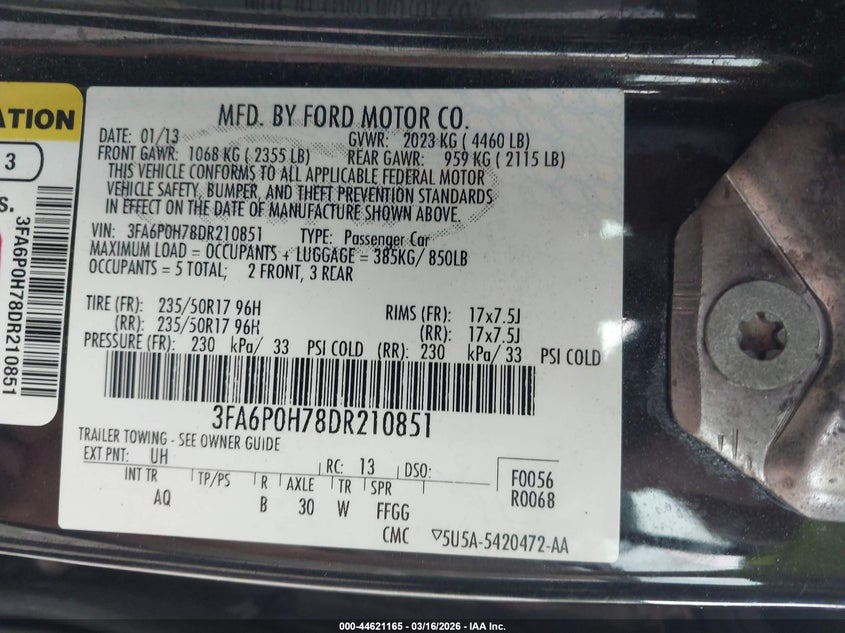 ATION
3
S.
3FA6P0H78DR210851
MFD. BY FORD MOTOR CO.
DATE: 01/13 GVWR: 2023 KG ( 4460 LB)
FRONT GAWR: 1068 KG ( 2355 LB) REAR GAWR: 959 KG ( 2115 LB)
THIS VEHICLE CONFORMS TO ALL APPLICABLE FEDERAL MOTOR
VEHICLE SAFETY, BUMPER, AND THEFT PREVENTION STANDARDS
IN EFFECT ON THE DATE OF MANUFACTURE SHOWN ABOVE.
VIN: 3FA6P0H78DR210851 TYPE: Passenger Car
MAXIMUM LOAD = OCCUPANTS + LUGGAGE = 385KG/ 850LB
OCCUPANTS = 5 TOTAL; 2 FRONT, 3 REAR
TIRE (FR): 235/50R17 96H RIMS (FR): 17x7.5J
(RR): 235/50R17 96H (RR): 17x7.5J
PRESSURE (FR): 230 kPa/ 33 PSI COLD (RR): 230 kPa/ 33 PSI COLD
3FA6P0H78DR210851
TRAILER TOWING - SEE OWNER GUIDE
EXT PNT: UH RC: 13 DSO: F0056
INT TR TP/PS R AXLE TR SPR R0068
AQ B 30 W FFGG
CMC ▽5U5A-5420472-AA
000-44621165 - 03/16/2026 - IAA Inc.